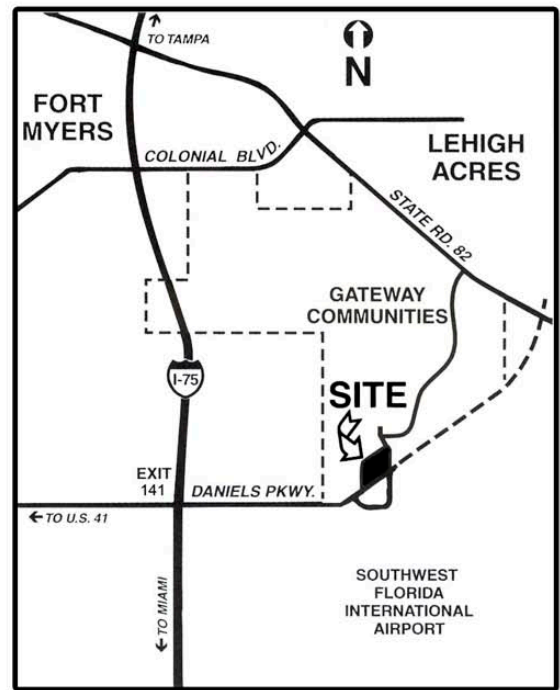 TO TAMPA
N
FORT
MYERS
COLONIAL BLVD.
LEHIGH
ACRES
STATE RD. 82
GATEWAY
COMMUNITIES
I-75
SITE
EXIT
141
DANIELS PKWY.
←TO U.S. 41
←TO MIAMI
SOUTHWEST
FLORIDA
INTERNATIONAL
AIRPORT